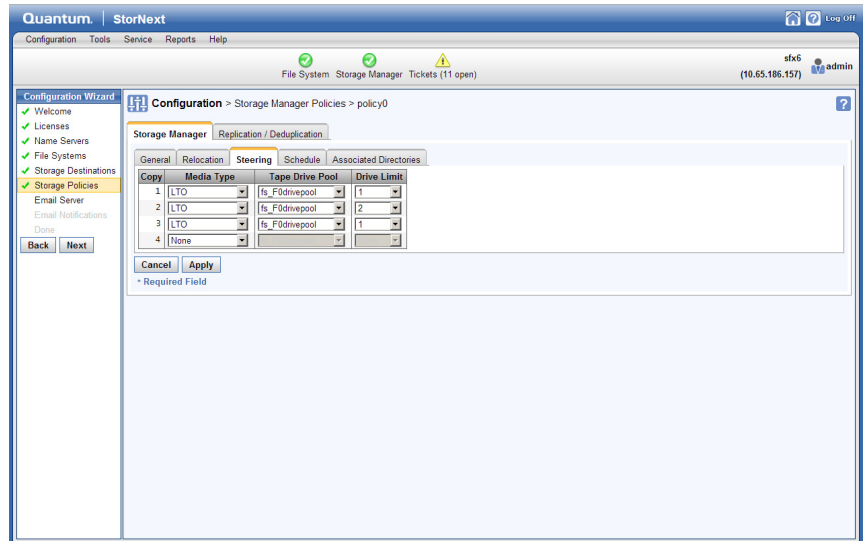 Quantum. | StorNext
Log Off
Configuration Tools Service Reports Help
File System Storage Manager Tickets (11 open)
sfx6
(10.65.186.157)
admin
Configuration Wizard
Welcome
Licenses
Name Servers
File Systems
Storage Destinations
Storage Policies
Email Server
Email Notifications
Done
Back Next
Configuration > Storage Manager Policies > policy0
?
Storage Manager Replication / Deduplication
General Relocation Steering Schedule Associated Directories
Copy Media Type Tape Drive Pool Drive Limit
1 LTO fs_F0drivepool 1
2 LTO fs_F0drivepool 2
3 LTO fs_F0drivepool 1
4 None
Cancel Apply
* Required Field